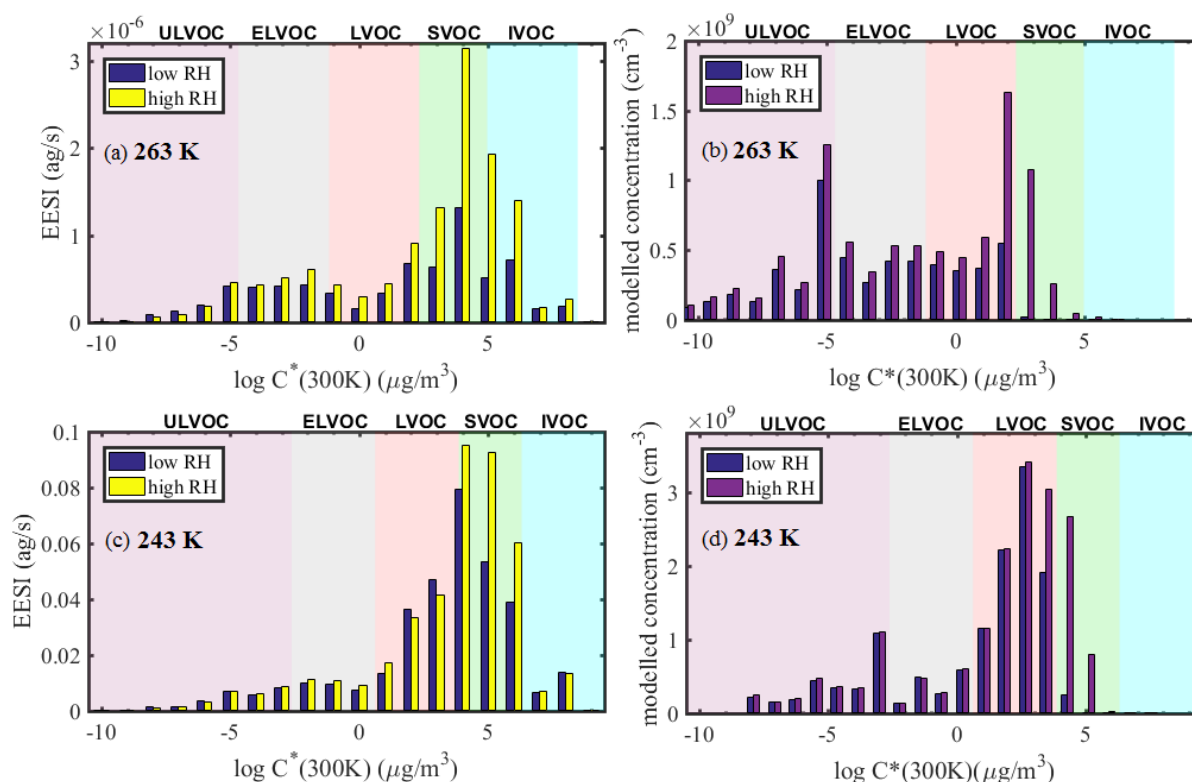 ULVOC ELVOC LVOC SVOC IVOC
×10⁻⁶
low RH
high RH
(a) 263 K
EESI (ag/s)
3
2
1
0
-10 -5 0 5
log C*(300K) (μg/m³)
ULVOC ELVOC LVOC SVOC IVOC
×10⁹
low RH
high RH
(b) 263 K
modelled concentration (cm⁻³)
2
1.5
1
0.5
0
-10 -5 0 5
log C*(300K) (μg/m³)
ULVOC ELVOC LVOC SVOC IVOC
low RH
high RH
(c) 243 K
EESI (ag/s)
0.1
0.08
0.06
0.04
0.02
0
-10 -5 0 5
log C*(300K) (μg/m³)
ULVOC ELVOC LVOC SVOC IVOC
×10⁹
low RH
high RH
(d) 243 K
modelled concentration (cm⁻³)
3
2
1
0
-10 -5 0 5
log C*(300K)(μg/m³)